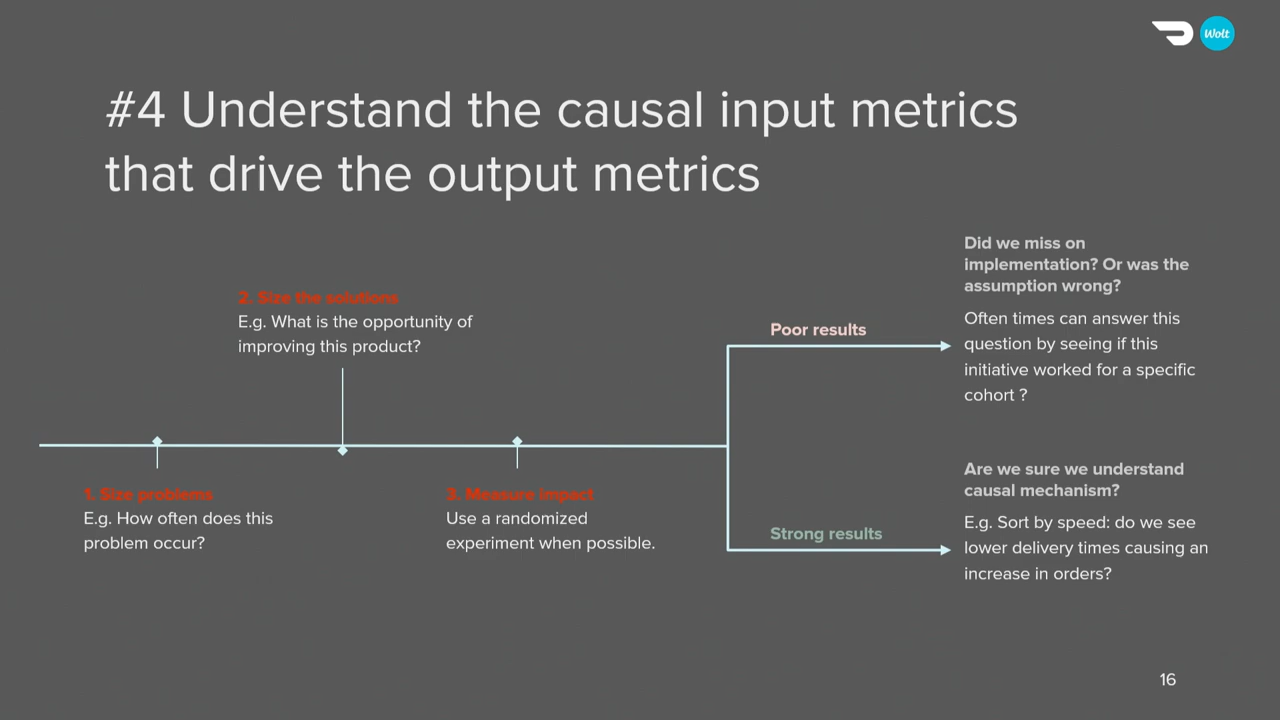 Wolt
#4 Understand the causal input metrics
that drive the output metrics
1. Size problems
E.g. How often does this
problem occur?
2. Size the solutions
E.g. What is the opportunity of
improving this product?
3. Measure impact
Use a randomized
experiment when possible.
Poor results
Did we miss on
implementation? Or was the
assumption wrong?
Often times can answer this
question by seeing if this
initiative worked for a specific
cohort ?
Strong results
Are we sure we understand
causal mechanism?
E.g. Sort by speed: do we see
lower delivery times causing an
increase in orders?
16